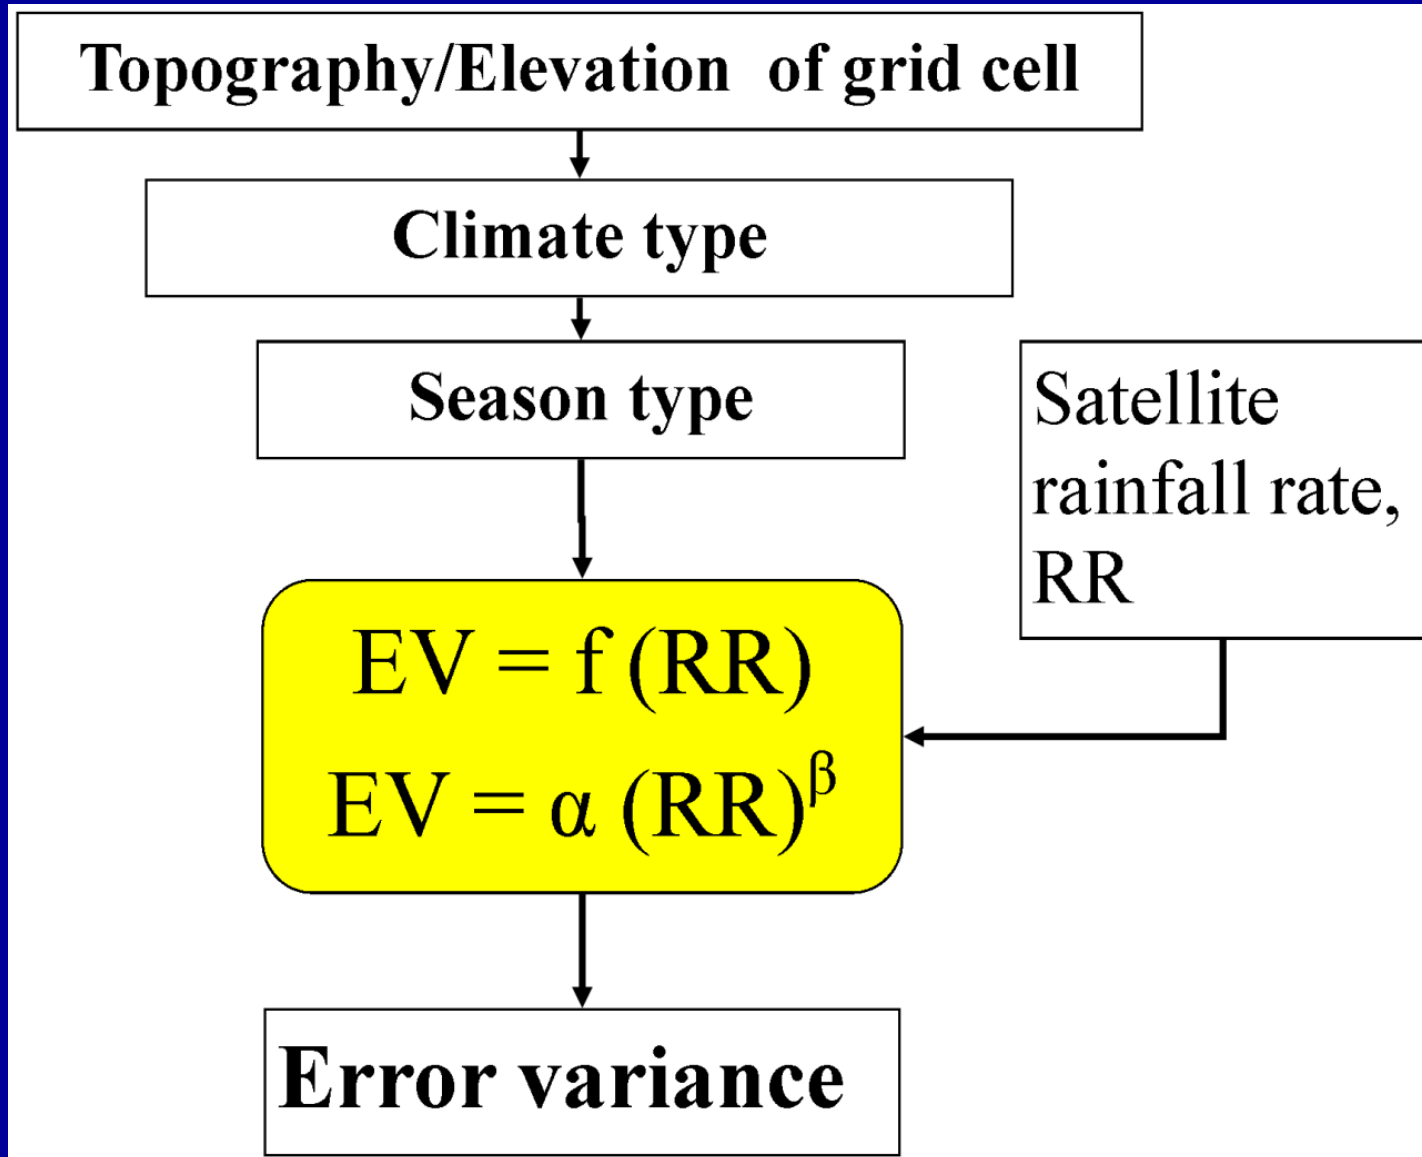 Topography/Elevation of grid cell
Climate type
Season type
Satellite
rainfall rate,
RR
EV = f (RR)
EV = α (RR)^β
Error variance